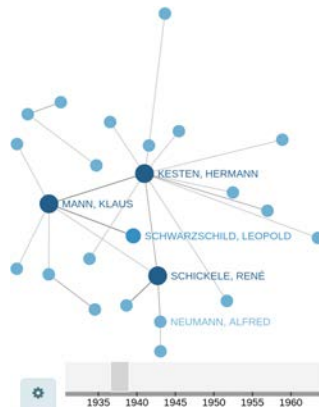 KESTEN, HERMANN
MANN, KLAUS
SCHWARZSCHILD, LEOPOLD
SCHICKELE, RENÉ
NEUMANN, ALFRED
1935 1940 1945 1950 1955 1960